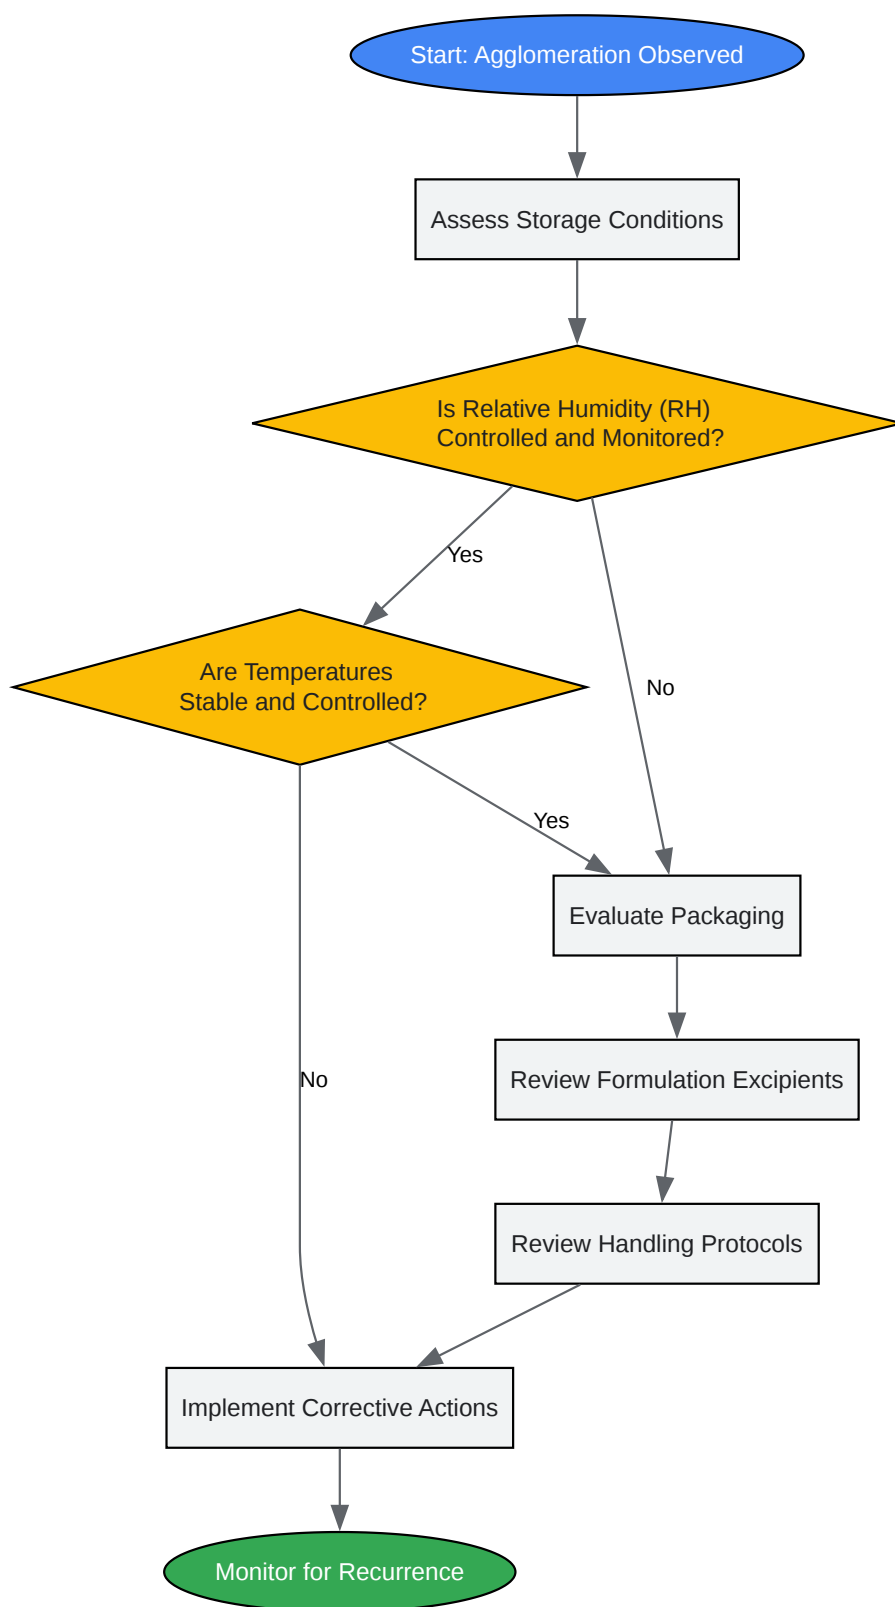 Start: Agglomeration Observed
Assess Storage Conditions
Is Relative Humidity (RH)
Controlled and Monitored?
Yes
Are Temperatures
Stable and Controlled?
No
Yes
Evaluate Packaging
No
Review Formulation Excipients
Review Handling Protocols
Implement Corrective Actions
Monitor for Recurrence